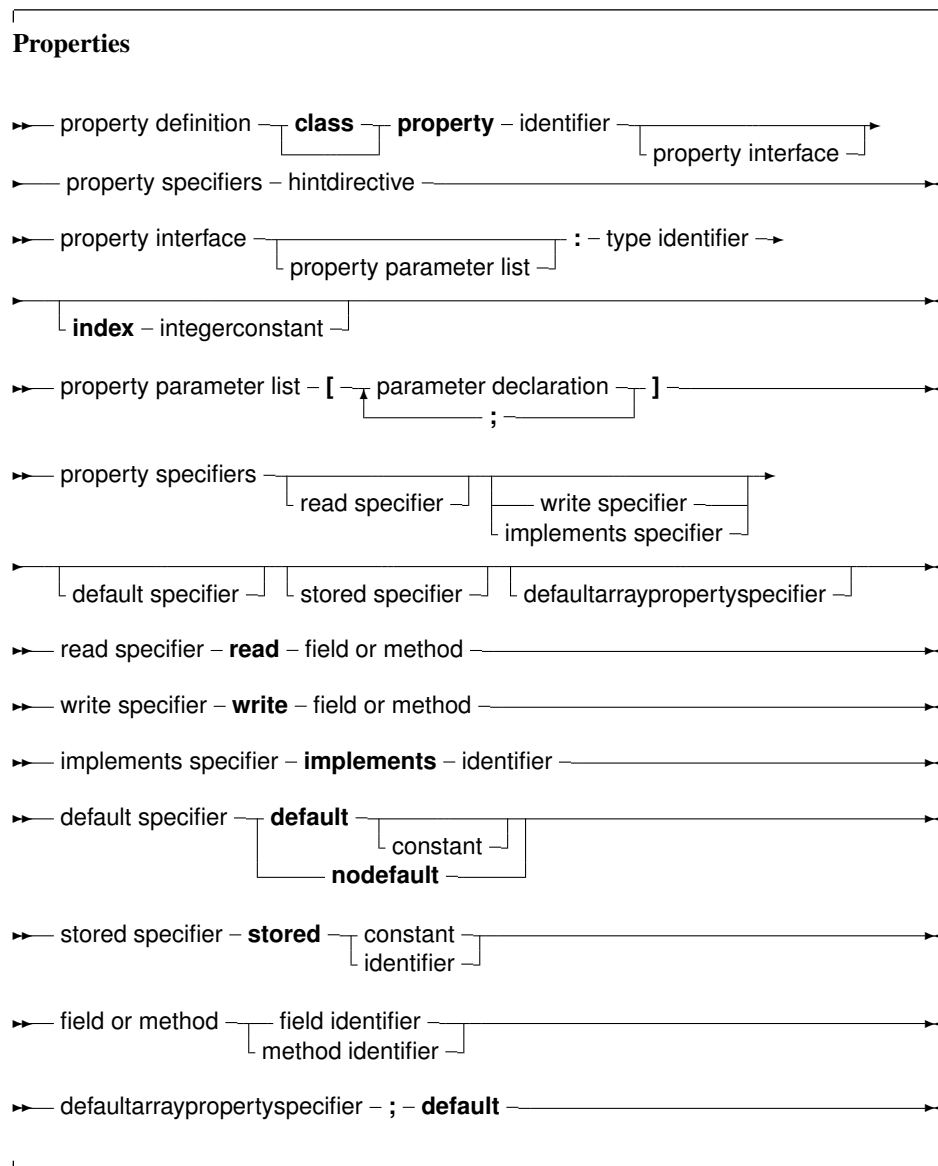 Properties
property definition class property – identifier
property interface
property specifiers – hintdirective
property interface : – type identifier
property parameter list
index – integerconstant
property parameter list – [ parameter declaration ]
;
property specifiers
read specifier write specifier
implements specifier
default specifier stored specifier defaultarraypropertyspecifier
read specifier – read – field or method
write specifier – write – field or method
implements specifier – implements – identifier
default specifier default
constant
nodefault
stored specifier – stored constant
identifier
field or method field identifier
method identifier
defaultarraypropertyspecifier – ; – default